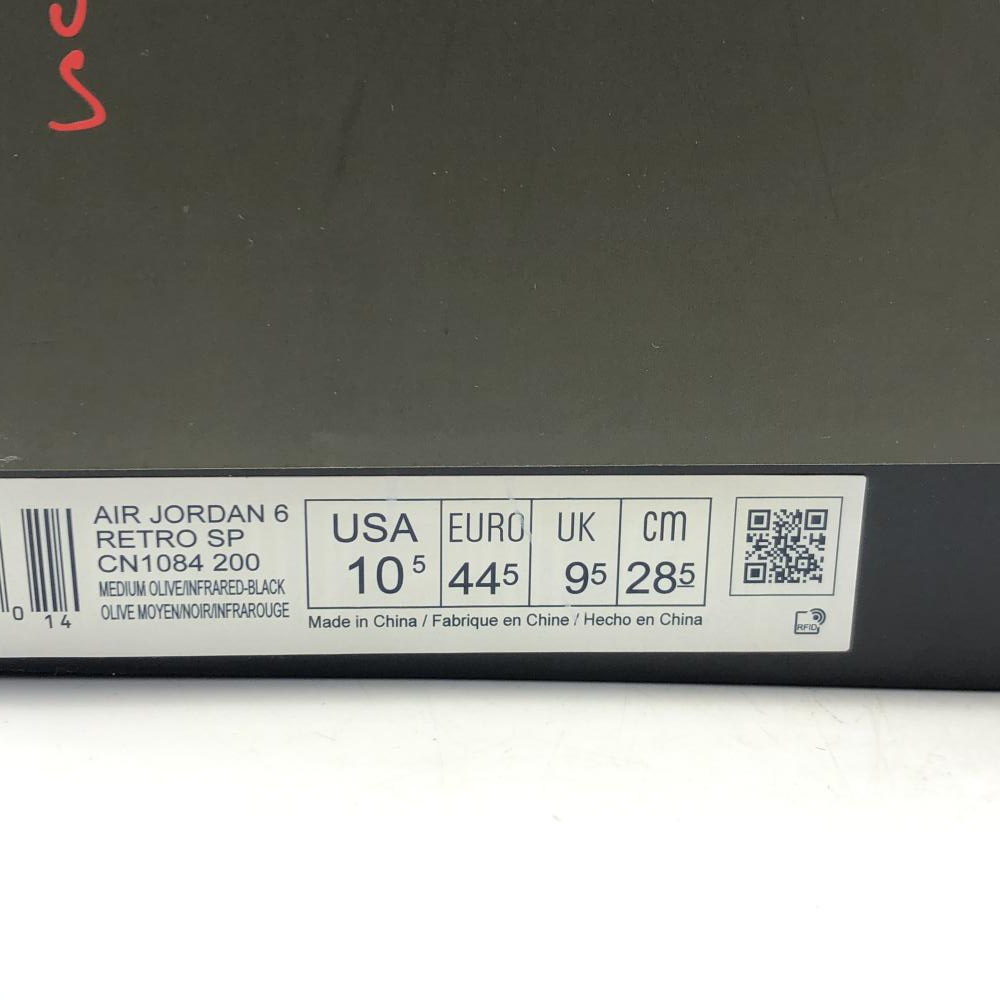 AIR JORDAN 6
RETRO SP
CN1084 200
MEDIUM OLIVE/INFRARED-BLACK
OLIVE MOYEN/NOIR/INFRAROUGE
0 14
USA EURO UK cm
10 5 44 5 9 5 28 5
Made in China / Fabrique en Chine / Hecho en China
RFID